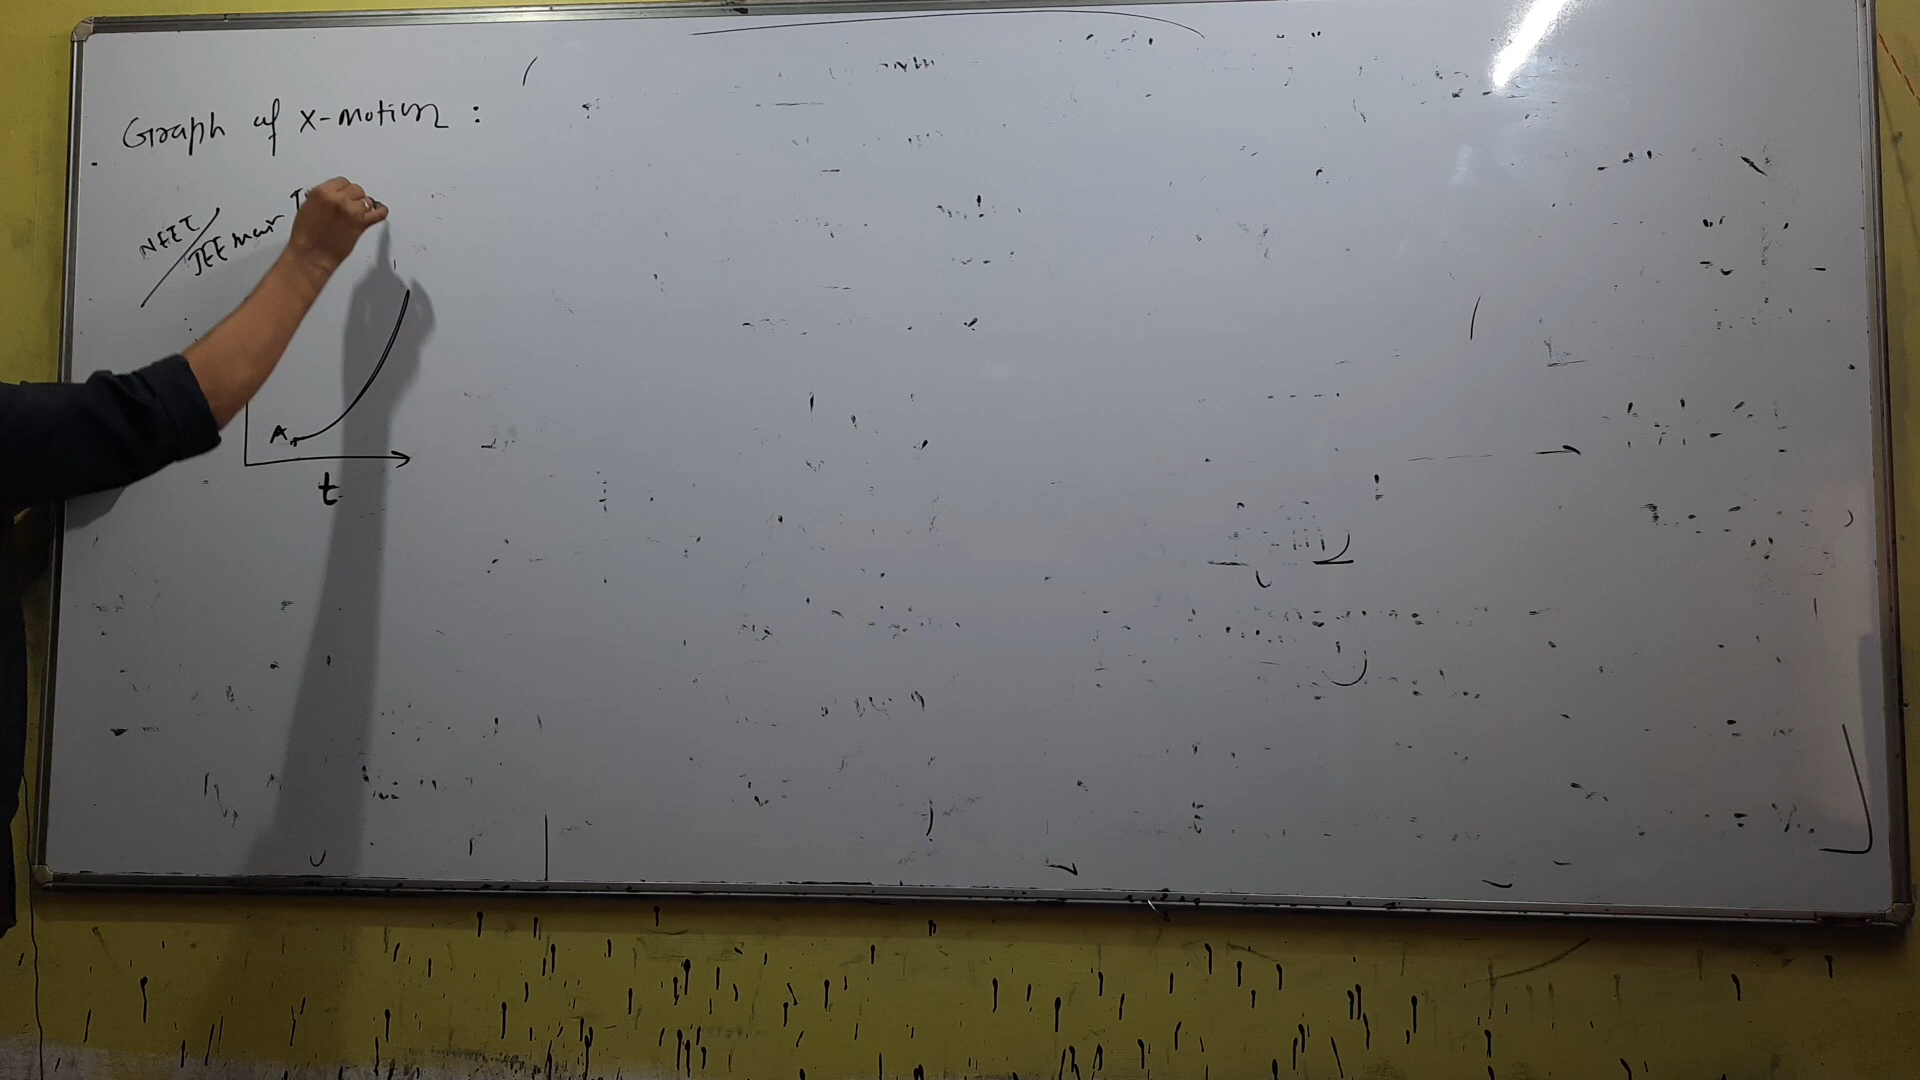 Graph of X-motion :
NEET
JEE main
A
t